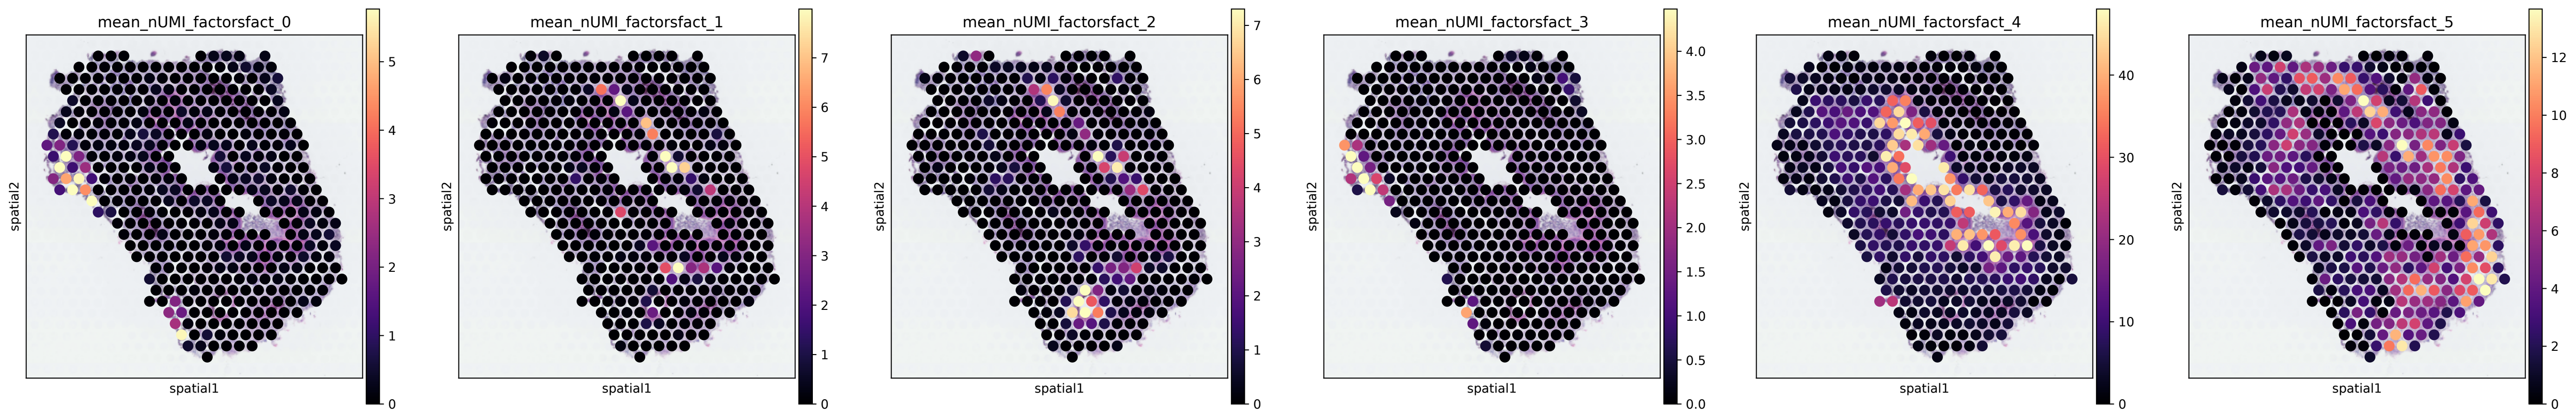 mean_nUMI_factorsfact_0
5
4
3
2
1
0
spatial2
spatial1
mean_nUMI_factorsfact_1
7
6
5
4
3
2
1
0
spatial2
spatial1
mean_nUMI_factorsfact_2
7
6
5
4
3
2
1
0
spatial2
spatial1
mean_nUMI_factorsfact_3
4.0
3.5
3.0
2.5
2.0
1.5
1.0
0.5
0.0
spatial2
spatial1
mean_nUMI_factorsfact_4
40
30
20
10
0
spatial2
spatial1
mean_nUMI_factorsfact_5
12
10
8
6
4
2
0
spatial2
spatial1